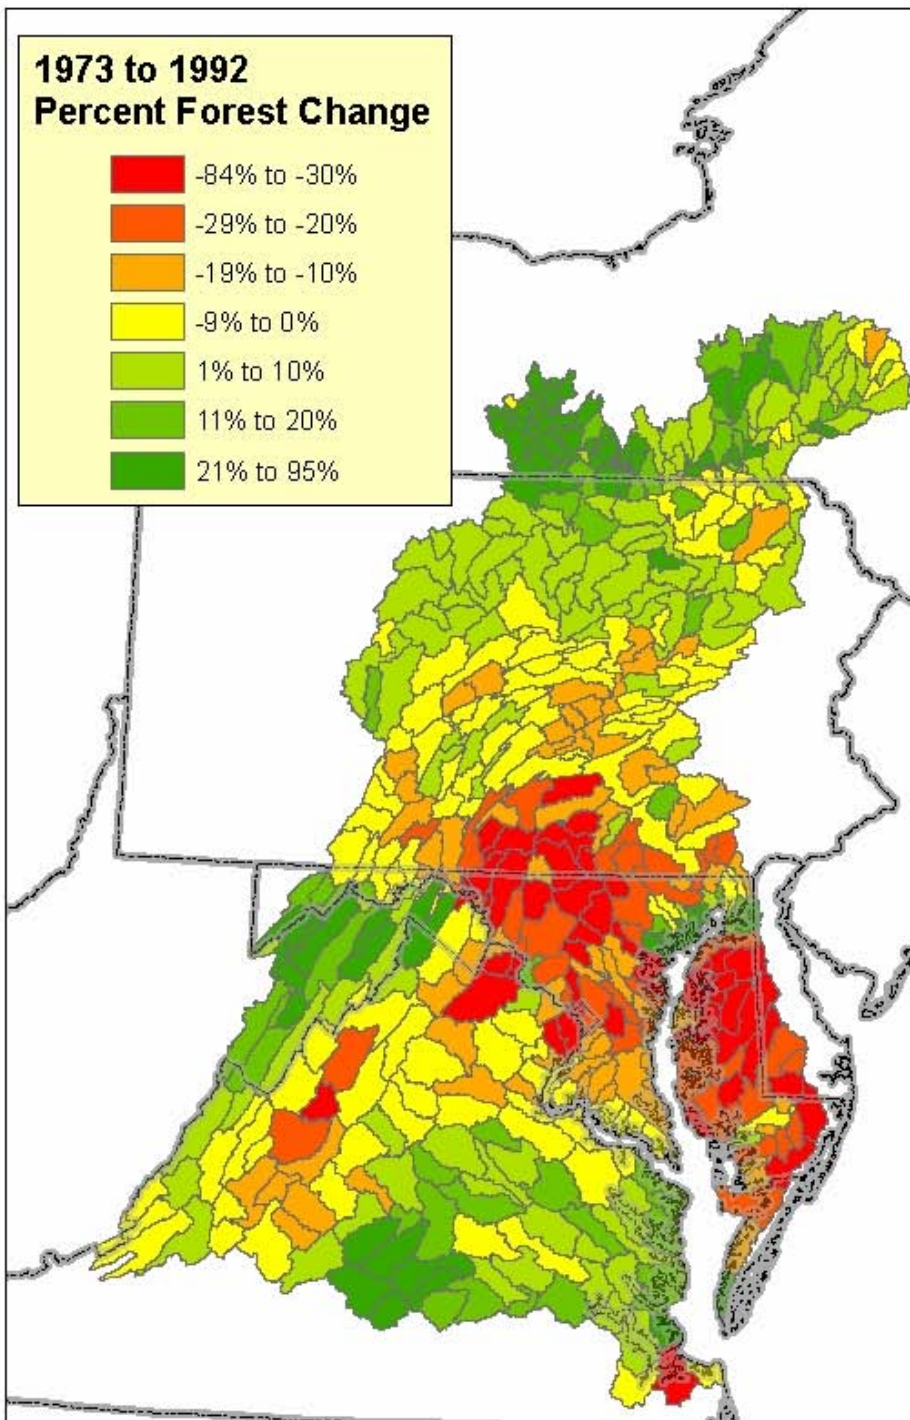 1973 to 1992
Percent Forest Change
-84% to -30%
-29% to -20%
-19% to -10%
-9% to 0%
1% to 10%
11% to 20%
21% to 95%